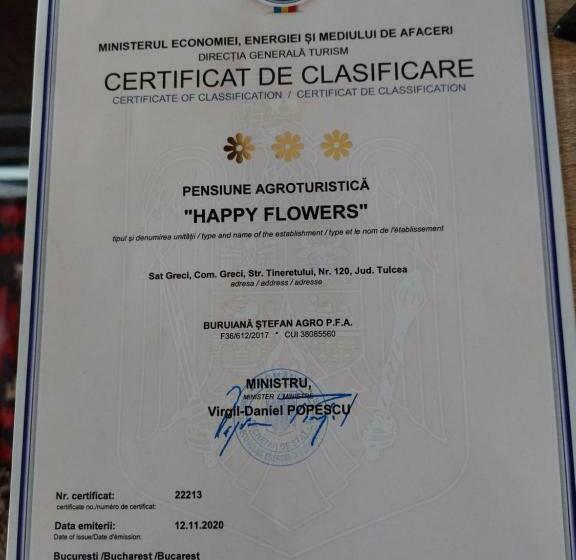 MINISTERUL ECONOMIEI, ENERGIEI ȘI MEDIULUI DE AFACERI
DIRECȚIA GENERALĂ TURISM
CERTIFICAT DE CLASIFICARE
CERTIFICATE OF CLASSIFICATION / CERTIFICAT DE CLASSIFICATION
PENSIUNE AGROTURISTICĂ
"HAPPY FLOWERS"
tipul și denumirea unității / type and name of the establishment / type et le nom de l'établissement
Sat Greci, Com. Greci, Str. Tineretului, Nr. 120, Jud. Tulcea
adresa / address / adresse
BURUIANĂ ȘTEFAN AGRO P.F.A.
F36/612/2017 * CUI 38085560
MINISTRU,
MINISTER / MINISTRE
Virgil-Daniel POPESCU
Nr. certificat: 22213
certificate no./numéro de certificat:
Data emiterii: 12.11.2020
Date of issue/Date d'émission:
București /Bucharest /Bucarest